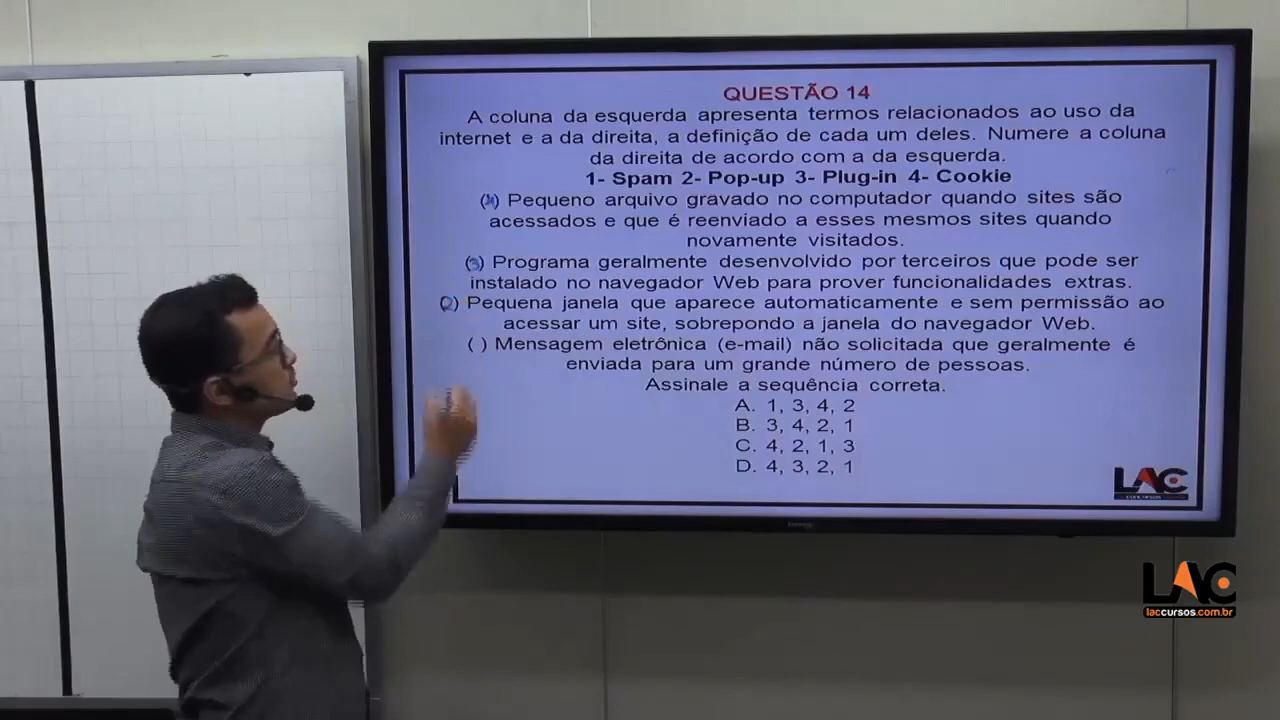 QUESTÃO 14
A coluna da esquerda apresenta termos relacionados ao uso da
internet e a da direita, a definição de cada um deles. Numere a coluna
da direita de acordo com a da esquerda.
1- Spam 2- Pop-up 3- Plug-in 4- Cookie
(4) Pequeno arquivo gravado no computador quando sites são
acessados e que é reenviado a esses mesmos sites quando
novamente visitados.
(3) Programa geralmente desenvolvido por terceiros que pode ser
instalado no navegador Web para prover funcionalidades extras.
(2) Pequena janela que aparece automaticamente e sem permissão ao
acessar um site, sobrepondo a janela do navegador Web.
( ) Mensagem eletrônica (e-mail) não solicitada que geralmente é
enviada para um grande número de pessoas.
Assinale a sequência correta.
A. 1, 3, 4, 2
B. 3, 4, 2, 1
C. 4, 2, 1, 3
D. 4, 3, 2, 1
LAC
CONCURSOS
LAC
laccursos.com.br